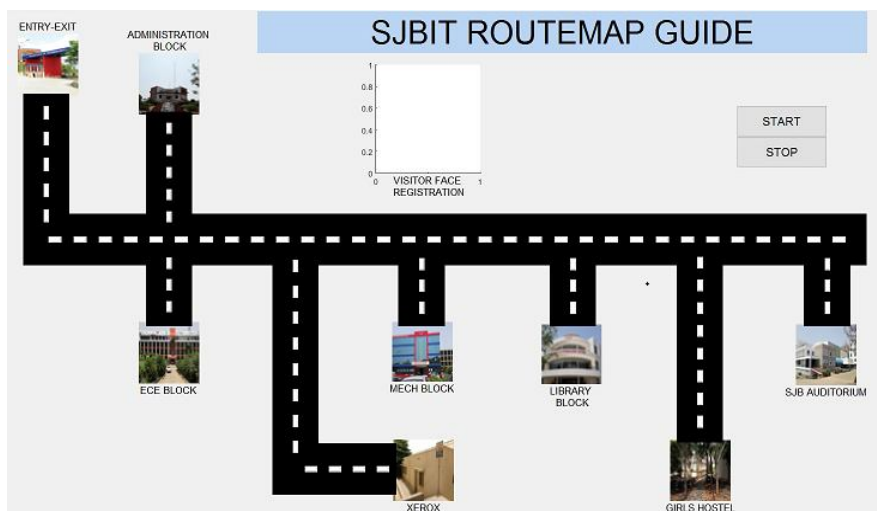 SJBIT ROUTEMAP GUIDE
ENTRY-EXIT
ADMINISTRATION
BLOCK
1
0.8
0.6
0.4
0.2
0
0
1
VISITOR FACE
REGISTRATION
START
STOP
ECE BLOCK
MECH BLOCK
LIBRARY
BLOCK
SJB AUDITORIUM
XEROX
GIRLS HOSTEL